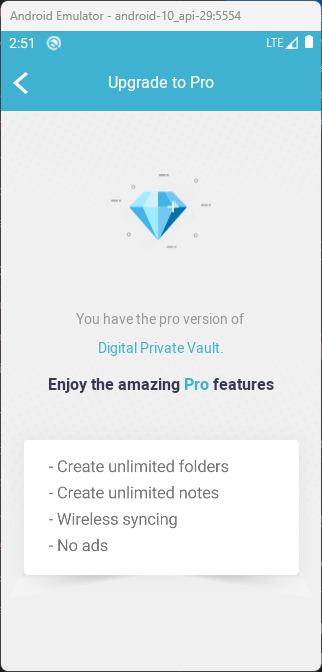 Android Emulator - android-10_api-29:5554
2:51 LTE
Upgrade to Pro
You have the pro version of
Digital Private Vault.
Enjoy the amazing Pro features
- Create unlimited folders
- Create unlimited notes
- Wireless syncing
- No ads